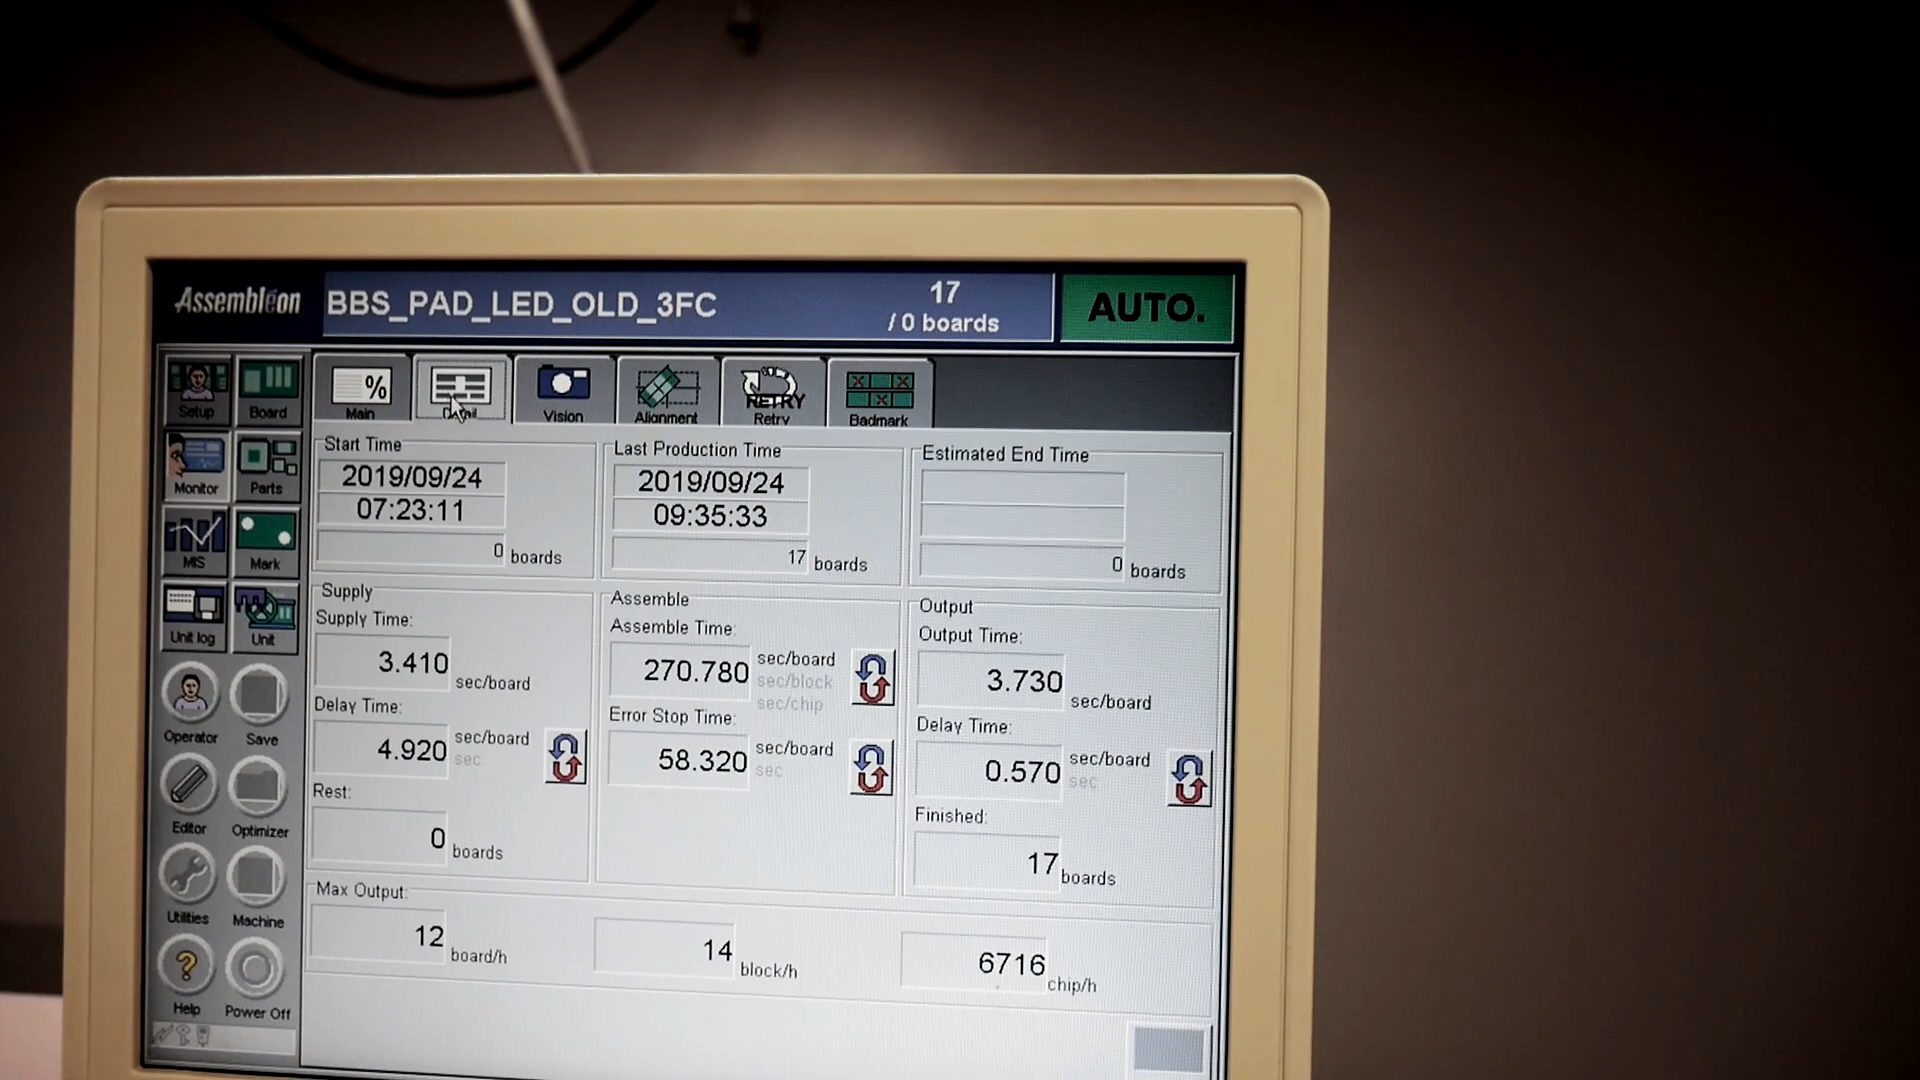 Assembléon
BBS_PAD_LED_OLD_3FC
17
/ 0 boards
AUTO.
Setup
Board
Monitor
Parts
MIS
Mark
Unit log
Unit
Operator
Save
Editor
Optimizer
Utilities
Machine
Help
Power Off
%
Main
Vision
Alignment
RETRY
Retry
Badmark
Start Time
2019/09/24
07:23:11
0 boards
Last Production Time
2019/09/24
09:35:33
17 boards
Estimated End Time
0 boards
Supply
Supply Time:
3.410 sec/board
Delay Time:
4.920 sec/board
sec
Rest:
0 boards
Assemble
Assemble Time:
270.780 sec/board
sec/block
sec/chip
Error Stop Time:
58.320 sec/board
sec
Output
Output Time:
3.730 sec/board
Delay Time:
0.570 sec/board
sec
Finished:
17 boards
Max Output:
12 board/h
14 block/h
6716 chip/h